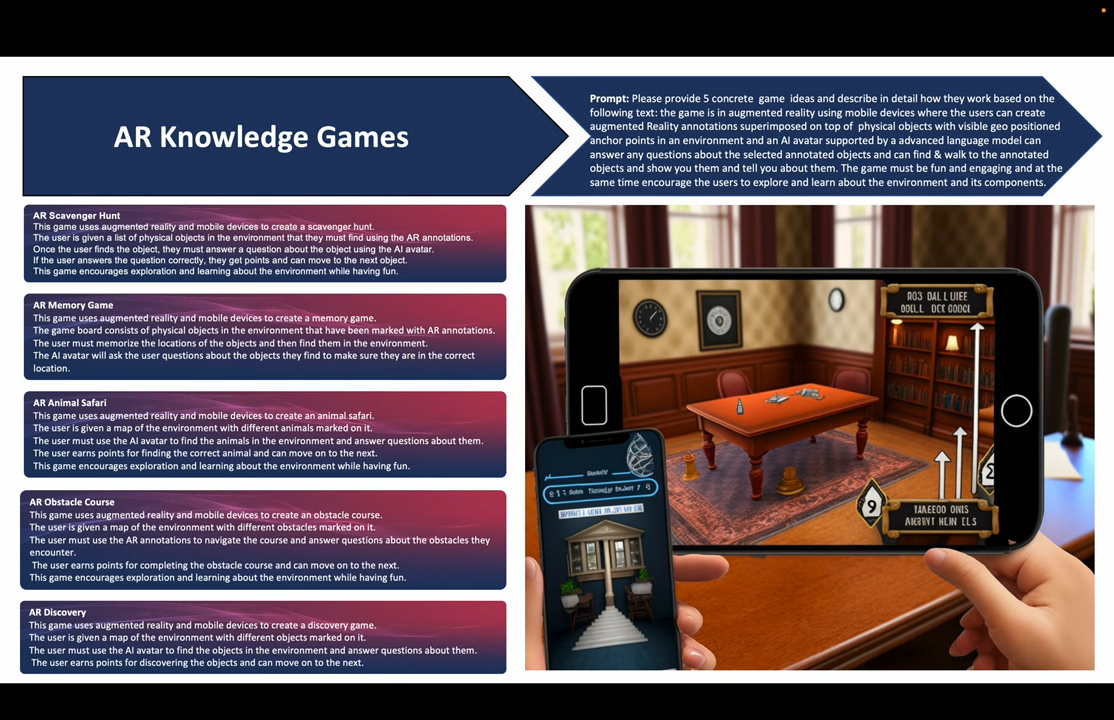 AR Knowledge Games
Prompt: Please provide 5 concrete game ideas and describe in detail how they work based on the
following text: the game is in augmented reality using mobile devices where the users can create
augmented Reality annotations superimposed on top of physical objects with visible geo positioned
anchor points in an environment and an AI avatar supported by a advanced language model can
answer any questions about the selected annotated objects and can find & walk to the annotated
objects and show you them and tell you about them. The game must be fun and engaging and at the
same time encourage the users to explore and learn about the environment and its components.
AR Scavenger Hunt
This game uses augmented reality and mobile devices to create a scavenger hunt.
The user is given a list of physical objects in the environment that they must find using the AR annotations.
Once the user finds the object, they must answer a question about the object using the AI avatar.
If the user answers the question correctly, they get points and can move to the next object.
This game encourages exploration and learning about the environment while having fun.
AR Memory Game
This game uses augmented reality and mobile devices to create a memory game.
The game board consists of physical objects in the environment that have been marked with AR annotations.
The user must memorize the locations of the objects and then find them in the environment.
The AI avatar will ask the user questions about the objects they find to make sure they are in the correct
location.
AR Animal Safari
This game uses augmented reality and mobile devices to create an animal safari.
The user is given a map of the environment with different animals marked on it.
The user must use the AI avatar to find the animals in the environment and answer questions about them.
The user earns points for finding the correct animal and can move on to the next.
This game encourages exploration and learning about the environment while having fun.
AR Obstacle Course
This game uses augmented reality and mobile devices to create an obstacle course.
The user is given a map of the environment with different obstacles marked on it.
The user must use the AR annotations to navigate the course and answer questions about the obstacles they
encounter.
The user earns points for completing the obstacle course and can move on to the next.
This game encourages exploration and learning about the environment while having fun.
AR Discovery
This game uses augmented reality and mobile devices to create a discovery game.
The user is given a map of the environment with different objects marked on it.
The user must use the AI avatar to find the objects in the environment and answer questions about them.
The user earns points for discovering the objects and can move on to the next.
9